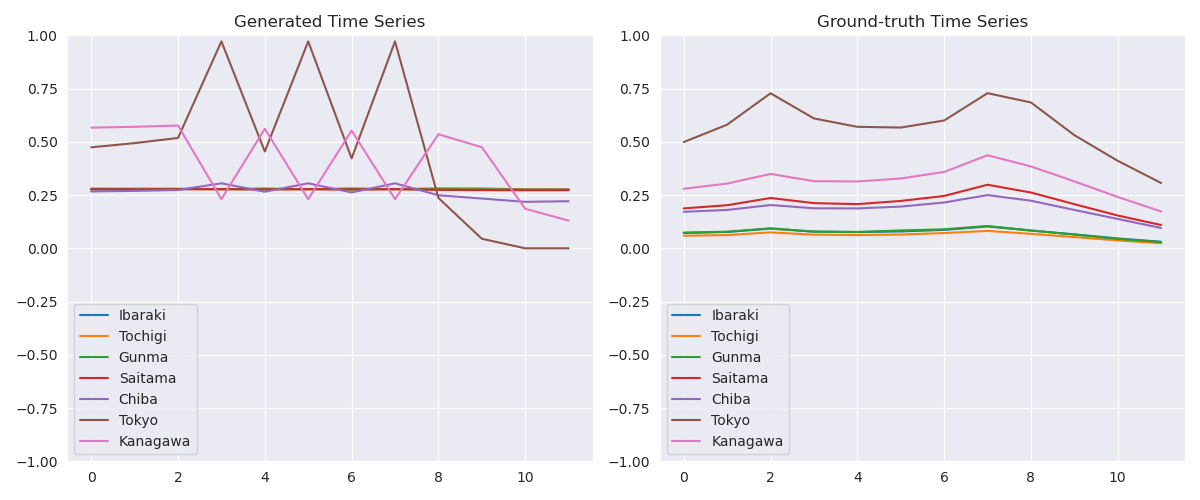 Generated Time Series
1.00
0.75
0.50
0.25
0.00
−0.25
−0.50
−0.75
−1.00
Ibaraki
Tochigi
Gunma
Saitama
Chiba
Tokyo
Kanagawa
0 2 4 6 8 10
Ground-truth Time Series
1.00
0.75
0.50
0.25
0.00
−0.25
−0.50
−0.75
−1.00
Ibaraki
Tochigi
Gunma
Saitama
Chiba
Tokyo
Kanagawa
0 2 4 6 8 10